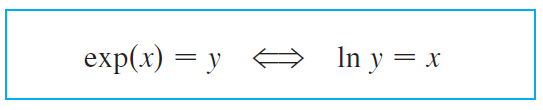 exp(x) = y ⟺ ln y = x